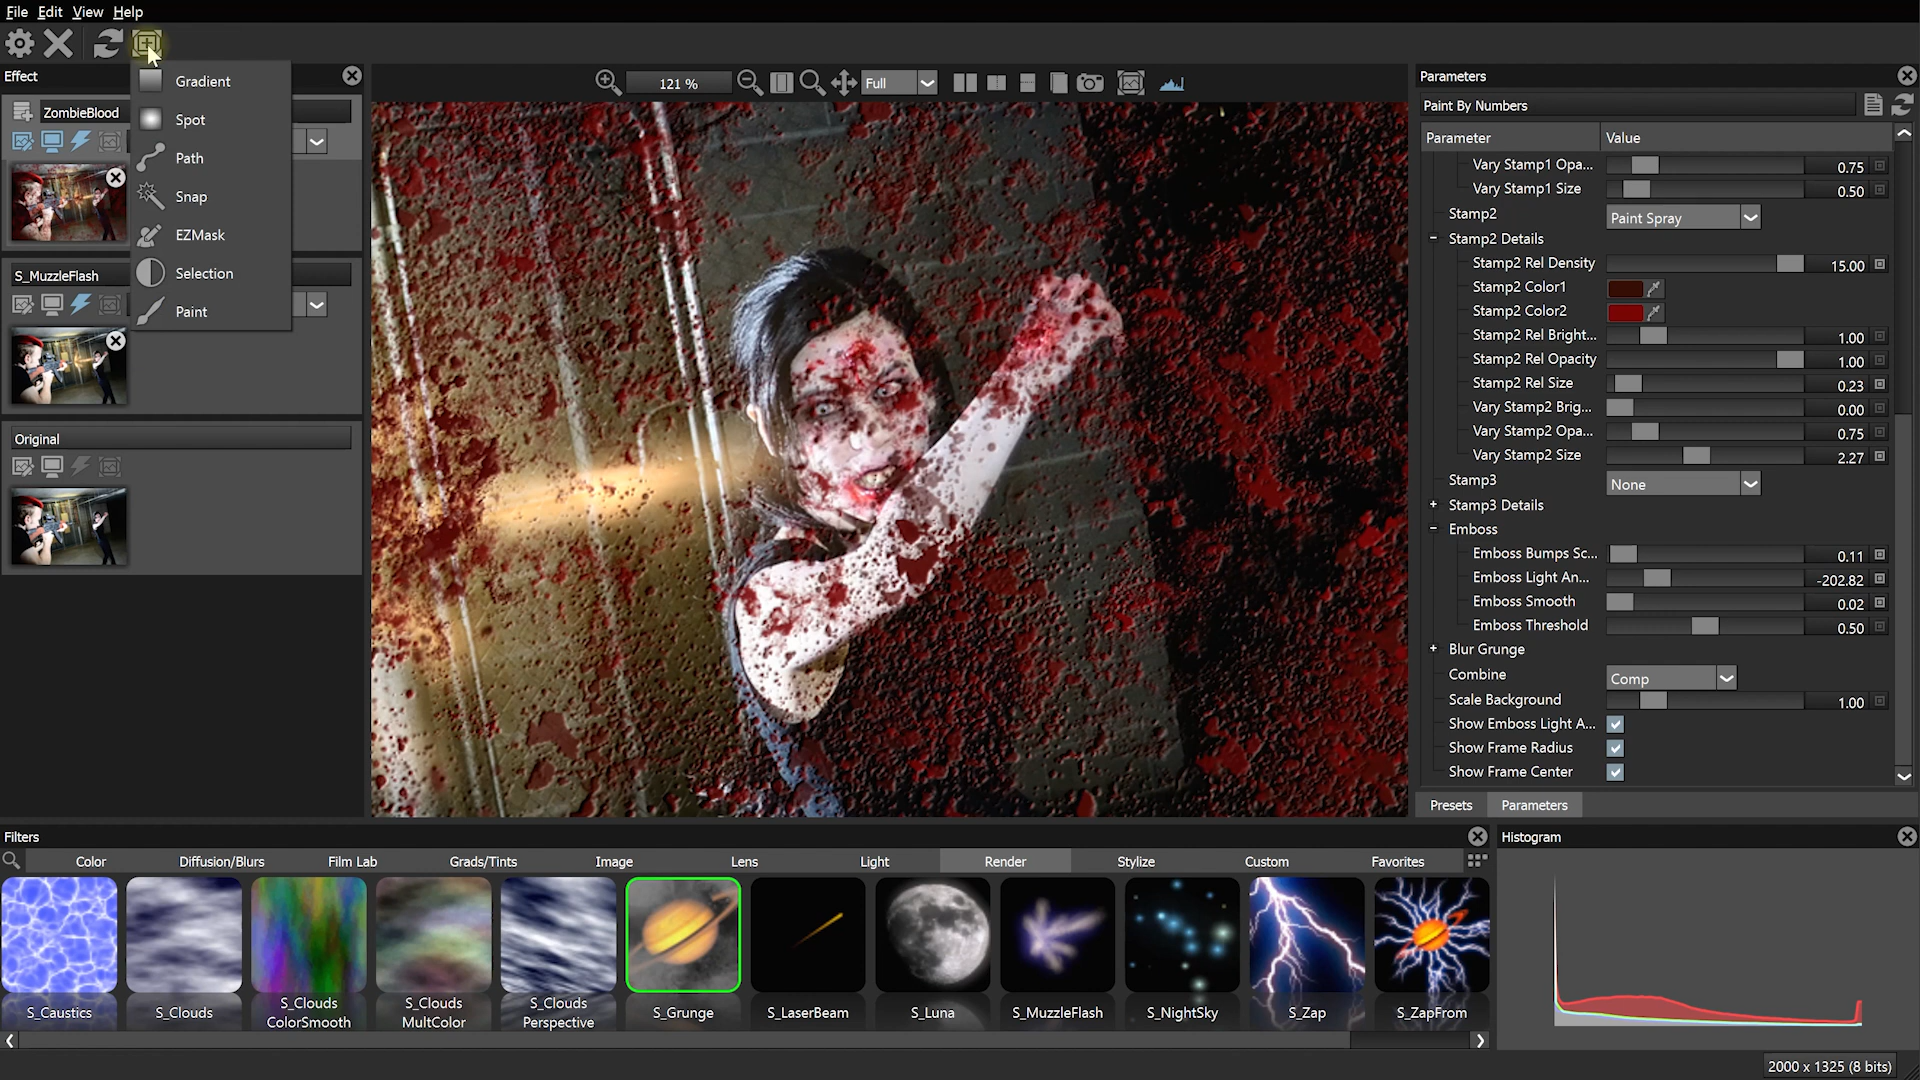 File Edit View Help
Effect
ZombieBlood
S_MuzzleFlash
Original
Gradient
Spot
Path
Snap
EZMask
Selection
Paint
121 %
Full
Parameters
Paint By Numbers
Parameter Value
Vary Stamp1 Opa... 0.75
Vary Stamp1 Size 0.50
Stamp2 Paint Spray
- Stamp2 Details
Stamp2 Rel Density 15.00
Stamp2 Color1
Stamp2 Color2
Stamp2 Rel Bright... 1.00
Stamp2 Rel Opacity 1.00
Stamp2 Rel Size 0.23
Vary Stamp2 Brig... 0.00
Vary Stamp2 Opa... 0.75
Vary Stamp2 Size 2.27
Stamp3 None
+ Stamp3 Details
- Emboss
Emboss Bumps Sc... 0.11
Emboss Light An... -202.82
Emboss Smooth 0.02
Emboss Threshold 0.50
+ Blur Grunge
Combine Comp
Scale Background 1.00
Show Emboss Light A...
Show Frame Radius
Show Frame Center
Presets Parameters
Filters
Color Diffusion/Blurs Film Lab Grads/Tints Image Lens Light Render Stylize Custom Favorites
S_Caustics
S_Clouds
S_Clouds
ColorSmooth
S_Clouds
MultColor
S_Clouds
Perspective
S_Grunge
S_LaserBeam
S_Luna
S_MuzzleFlash
S_NightSky
S_Zap
S_ZapFrom
Histogram
2000 x 1325 (8 bits)